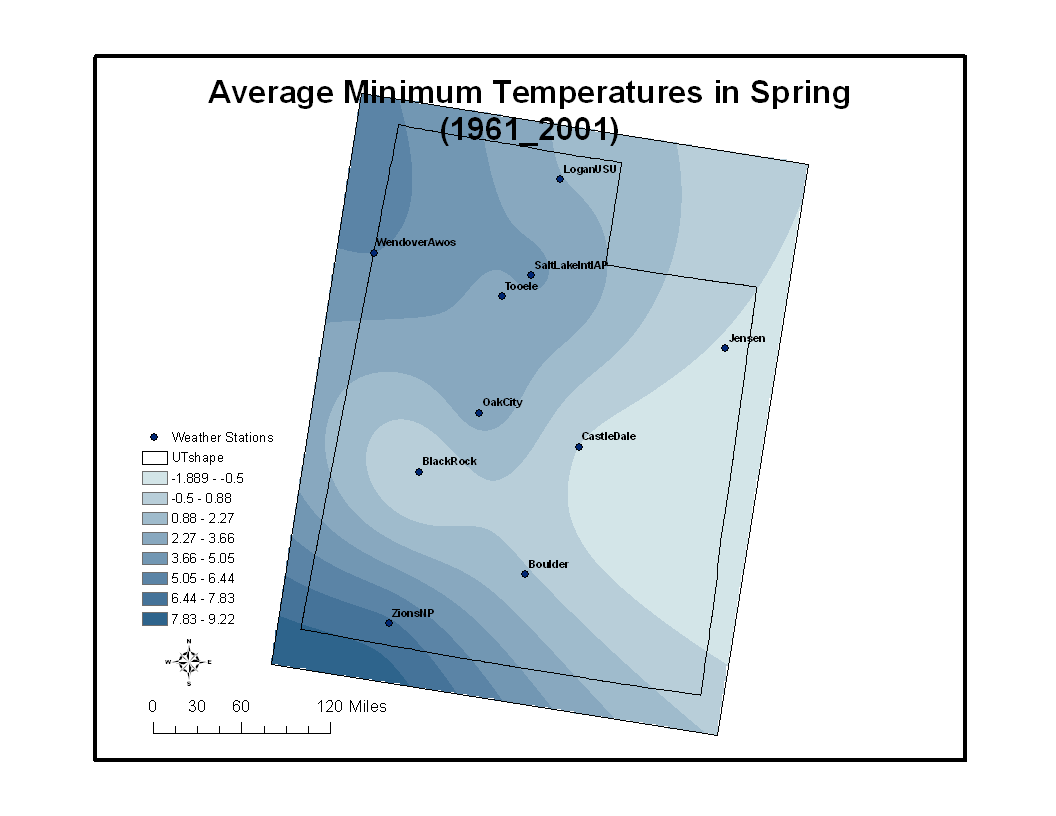 Average Minimum Temperatures in Spring
(1961_2001)
LoganUSU
WendoverAwos
SaltLakeIntlAP
Tooele
Jensen
OakCity
CastleDale
BlackRock
Boulder
ZionsNP
Weather Stations
UTshape
-1.889 - -0.5
-0.5 - 0.88
0.88 - 2.27
2.27 - 3.66
3.66 - 5.05
5.05 - 6.44
6.44 - 7.83
7.83 - 9.22
N
W E
S
0 30 60 120 Miles